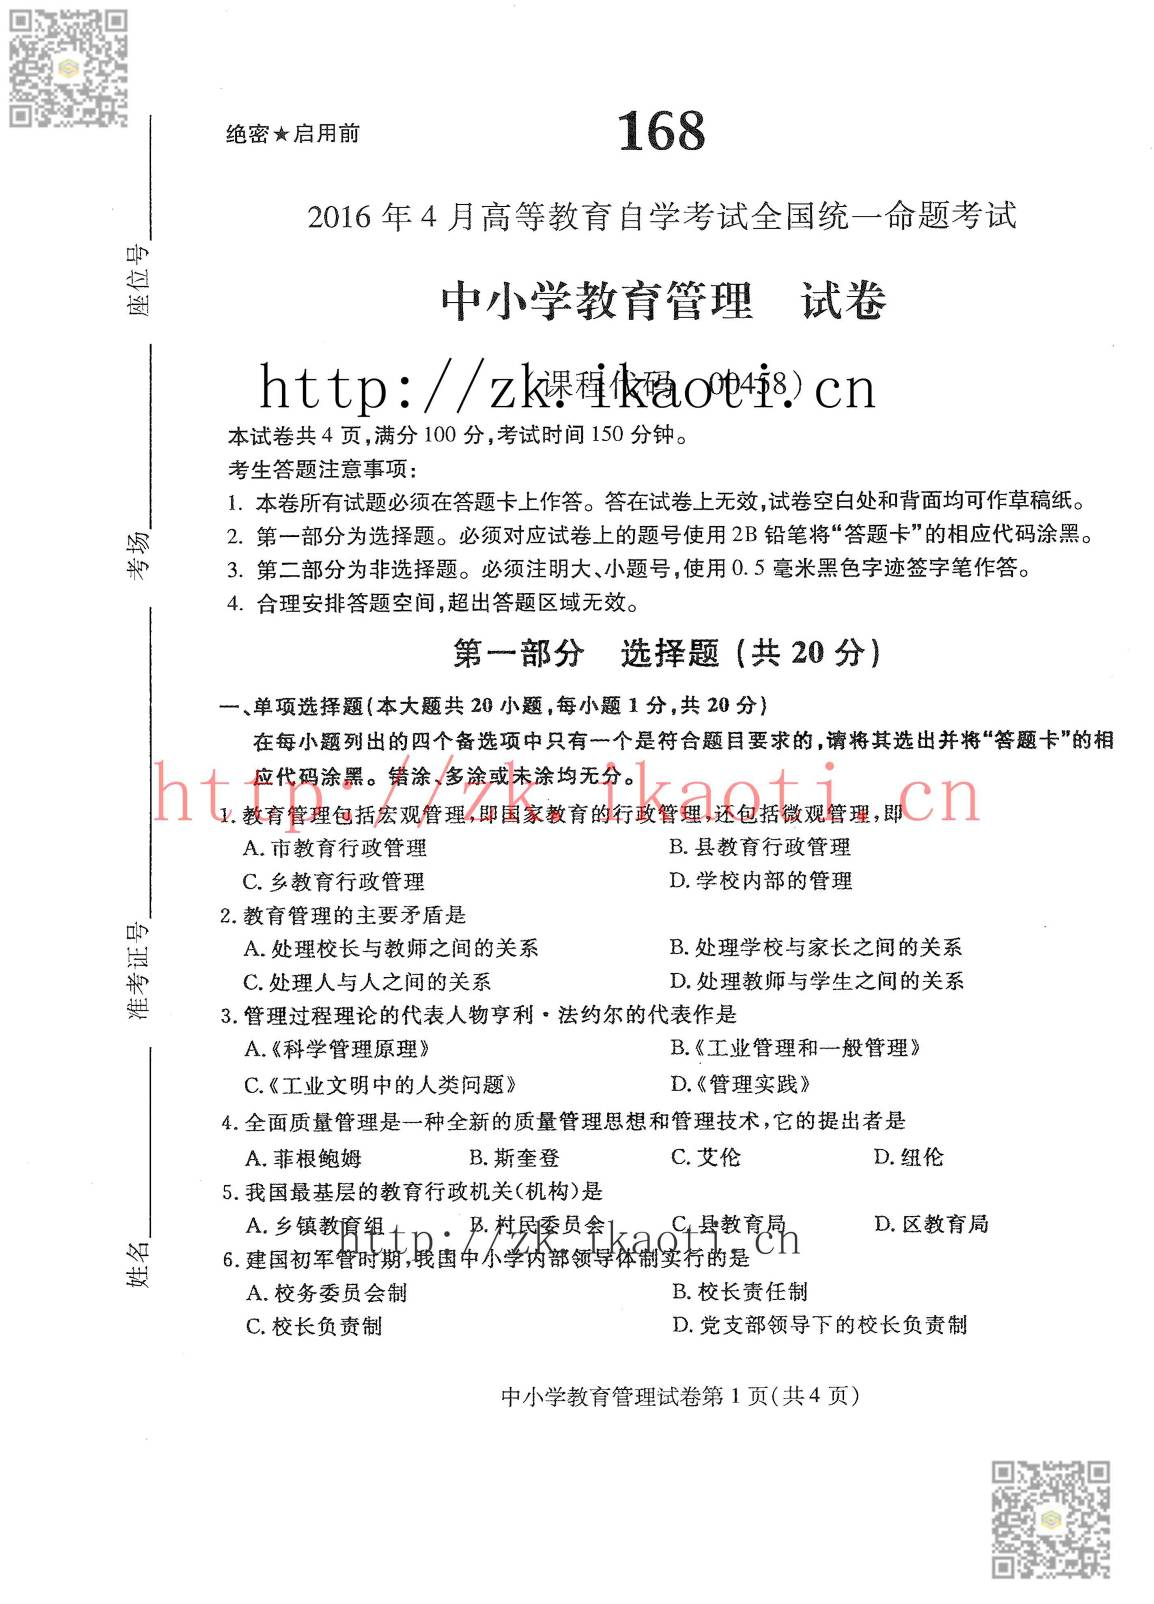 绝密★启用前
168
2016 年 4 月高等教育自学考试全国统一命题考试
中小学教育管理 试卷
(课程代码 00458)
http://zk.ikaoti.cn
本试卷共 4 页,满分 100 分,考试时间 150 分钟。
考生答题注意事项:
1. 本卷所有试题必须在答题卡上作答。答在试卷上无效,试卷空白处和背面均可作草稿纸。
2. 第一部分为选择题。必须对应试卷上的题号使用 2B 铅笔将“答题卡”的相应代码涂黑。
3. 第二部分为非选择题。必须注明大、小题号,使用 0.5 毫米黑色字迹签字笔作答。
4. 合理安排答题空间,超出答题区域无效。
第一部分 选择题 (共 20 分)
一、单项选择题(本大题共 20 小题,每小题 1 分,共 20 分)
在每小题列出的四个备选项中只有一个是符合题目要求的,请将其选出并将“答题卡”的相
应代码涂黑。错涂、多涂或未涂均无分。
http://zk.ikaoti.cn
1. 教育管理包括宏观管理,即国家教育的行政管理,还包括微观管理,即
A. 市教育行政管理 B. 县教育行政管理
C. 乡教育行政管理 D. 学校内部的管理
2. 教育管理的主要矛盾是
A. 处理校长与教师之间的关系 B. 处理学校与家长之间的关系
C. 处理人与人之间的关系 D. 处理教师与学生之间的关系
3. 管理过程理论的代表人物亨利·法约尔的代表作是
A.《科学管理原理》 B.《工业管理和一般管理》
C.《工业文明中的人类问题》 D.《管理实践》
4. 全面质量管理是一种全新的质量管理思想和管理技术,它的提出者是
A. 菲根鲍姆 B. 斯奎登 C. 艾伦 D. 纽伦
5. 我国最基层的教育行政机关(机构)是
A. 乡镇教育组 B. 村民委员会 C. 县教育局 D. 区教育局
http://zk.ikaoti.cn
6. 建国初军管时期,我国中小学内部领导体制实行的是
A. 校务委员会制 B. 校长责任制
C. 校长负责制 D. 党支部领导下的校长负责制
中小学教育管理试卷第 1 页(共 4 页)
座位号
考场
准考证号
姓名